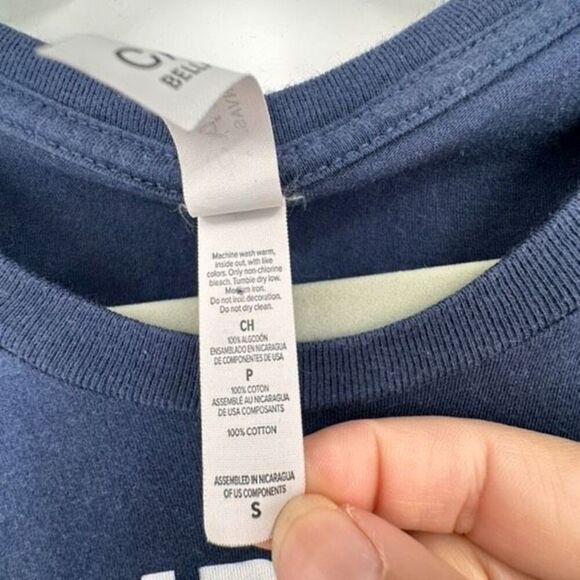 BELL
Machine wash warm,
inside out, with like
colors. Only non-chlorine
bleach. Tumble dry low.
Medium iron.
Do not iron decoration.
Do not dry clean.
CH
100% ALGODÓN
ENSAMBLADO EN NICARAGUA
DE COMPONENTES DE USA
P
100% COTON
ASSEMBLÉ AU NICARAGUA
DE USA COMPOSANTS
100% COTTON
ASSEMBLED IN NICARAGUA
OF US COMPONENTS
S